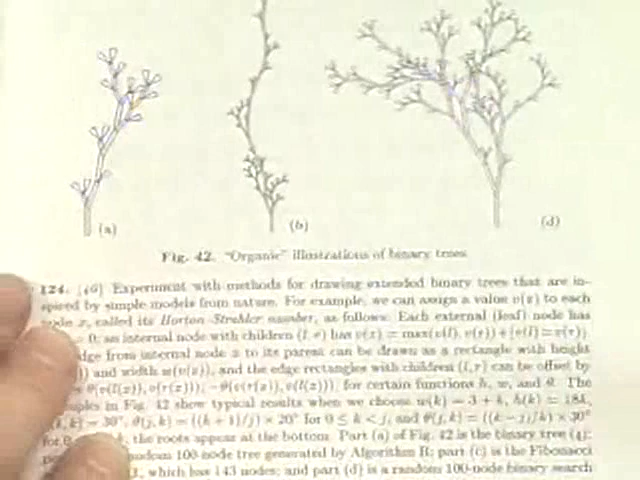 (a) (b) (d)
Fig. 42. "Organic" illustrations of binary trees
124. [40] Experiment with methods for drawing extended binary trees that are in-
spired by simple models from nature. For example, we can assign a value v(x) to each
node x, called its Horton–Strahler number, as follows: Each external (leaf) node has
= 0; an internal node with children (l, r) has v(x) = max(v(l), v(r)) + [v(l) = v(r)].
edge from internal node x to its parent can be drawn as a rectangle with height
and width w(v(x)), and the edge rectangles with children (l, r) can be offset by
θ(v(l(x)), v(r(x))), −θ(v(r(x)), v(l(x))), for certain functions h, w, and θ. The
examples in Fig. 42 show typical results when we choose w(k) = 3 + k, h(k) = 18k,
(k, k) = 30°, θ(j, k) = ((k + 1)/j) × 20° for 0 ≤ k < j, and θ(j, k) = ((k − j)/k) × 30°
for 0 k, the roots appear at the bottom. Part (a) of Fig. 42 is the binary tree (4);
random 100-node tree generated by Algorithm R; part (c) is the Fibonacci
which has 143 nodes; and part (d) is a random 100-node binary search